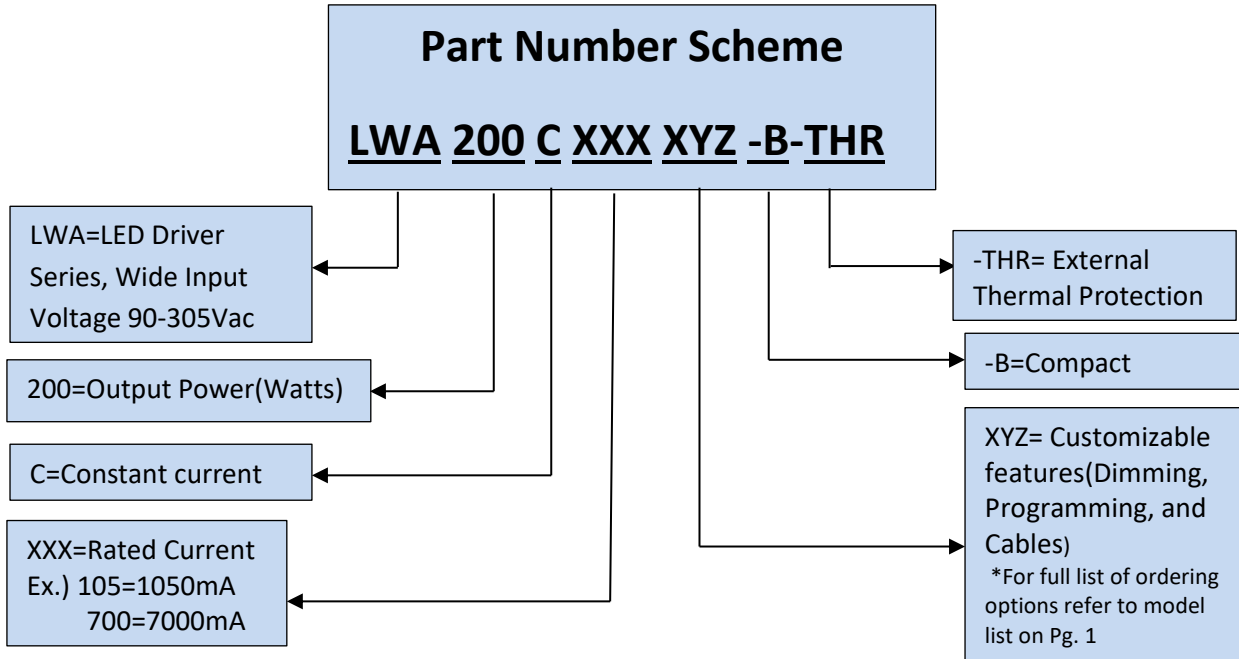 Part Number Scheme
LWA 200 C XXX XYZ -B-THR
LWA=LED Driver
Series, Wide Input
Voltage 90-305Vac
200=Output Power(Watts)
C=Constant current
XXX=Rated Current
Ex.) 105=1050mA
700=7000mA
-THR= External
Thermal Protection
-B=Compact
XYZ= Customizable
features(Dimming,
Programming, and
Cables)
*For full list of ordering
options refer to model
list on Pg. 1